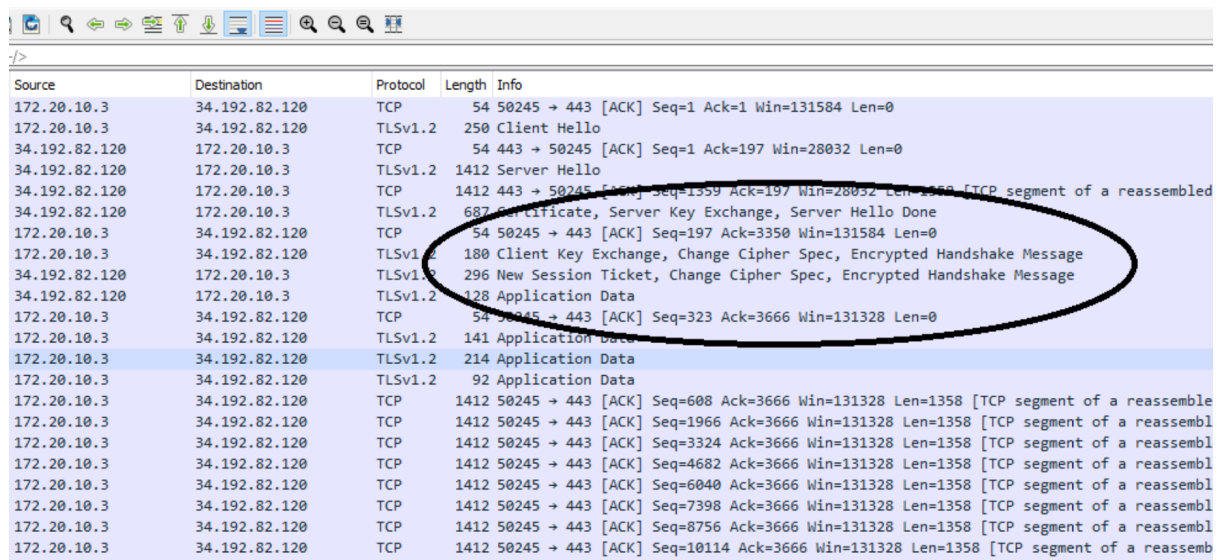 -/>
Source Destination Protocol Length Info
172.20.10.3 34.192.82.120 TCP 54 50245 → 443 [ACK] Seq=1 Ack=1 Win=131584 Len=0
172.20.10.3 34.192.82.120 TLSv1.2 250 Client Hello
34.192.82.120 172.20.10.3 TCP 54 443 → 50245 [ACK] Seq=1 Ack=197 Win=28032 Len=0
34.192.82.120 172.20.10.3 TLSv1.2 1412 Server Hello
34.192.82.120 172.20.10.3 TCP 1412 443 → 50245 [ACK] Seq=1359 Ack=197 Win=28032 Len=1358 [TCP segment of a reassembled
34.192.82.120 172.20.10.3 TLSv1.2 687 Certificate, Server Key Exchange, Server Hello Done
172.20.10.3 34.192.82.120 TCP 54 50245 → 443 [ACK] Seq=197 Ack=3350 Win=131584 Len=0
172.20.10.3 34.192.82.120 TLSv1.2 180 Client Key Exchange, Change Cipher Spec, Encrypted Handshake Message
34.192.82.120 172.20.10.3 TLSv1.2 296 New Session Ticket, Change Cipher Spec, Encrypted Handshake Message
34.192.82.120 172.20.10.3 TLSv1.2 128 Application Data
172.20.10.3 34.192.82.120 TCP 54 50245 → 443 [ACK] Seq=323 Ack=3666 Win=131328 Len=0
172.20.10.3 34.192.82.120 TLSv1.2 141 Application Data
172.20.10.3 34.192.82.120 TLSv1.2 214 Application Data
172.20.10.3 34.192.82.120 TLSv1.2 92 Application Data
172.20.10.3 34.192.82.120 TCP 1412 50245 → 443 [ACK] Seq=608 Ack=3666 Win=131328 Len=1358 [TCP segment of a reassemble
172.20.10.3 34.192.82.120 TCP 1412 50245 → 443 [ACK] Seq=1966 Ack=3666 Win=131328 Len=1358 [TCP segment of a reassembl
172.20.10.3 34.192.82.120 TCP 1412 50245 → 443 [ACK] Seq=3324 Ack=3666 Win=131328 Len=1358 [TCP segment of a reassembl
172.20.10.3 34.192.82.120 TCP 1412 50245 → 443 [ACK] Seq=4682 Ack=3666 Win=131328 Len=1358 [TCP segment of a reassembl
172.20.10.3 34.192.82.120 TCP 1412 50245 → 443 [ACK] Seq=6040 Ack=3666 Win=131328 Len=1358 [TCP segment of a reassembl
172.20.10.3 34.192.82.120 TCP 1412 50245 → 443 [ACK] Seq=7398 Ack=3666 Win=131328 Len=1358 [TCP segment of a reassembl
172.20.10.3 34.192.82.120 TCP 1412 50245 → 443 [ACK] Seq=8756 Ack=3666 Win=131328 Len=1358 [TCP segment of a reassembl
172.20.10.3 34.192.82.120 TCP 1412 50245 → 443 [ACK] Seq=10114 Ack=3666 Win=131328 Len=1358 [TCP segment of a reassemb